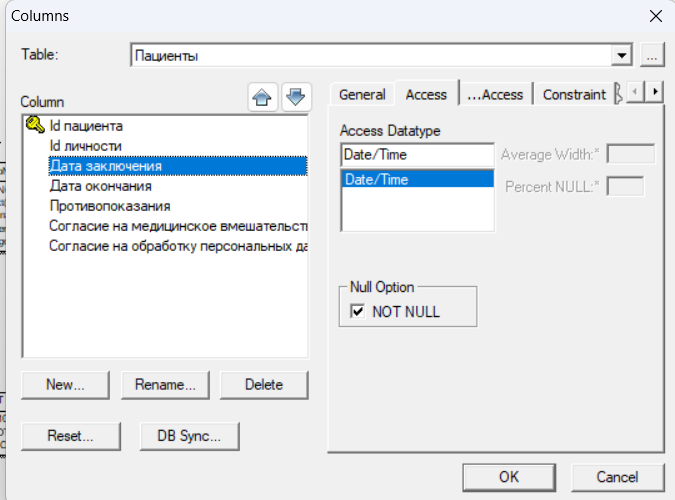 Columns
Table:
Пациенты
...
Column
Id пациента
Id личности
Дата заключения
Дата окончания
Противопоказания
Согласие на медицинское вмешательст
Согласие на обработку персональных да
New...
Rename...
Delete
Reset...
DB Sync...
General
Access
...Access
Constraint
Access Datatype
Date/Time
Date/Time
Average Width:*
Percent NULL:*
Null Option
NOT NULL
OK
Cancel